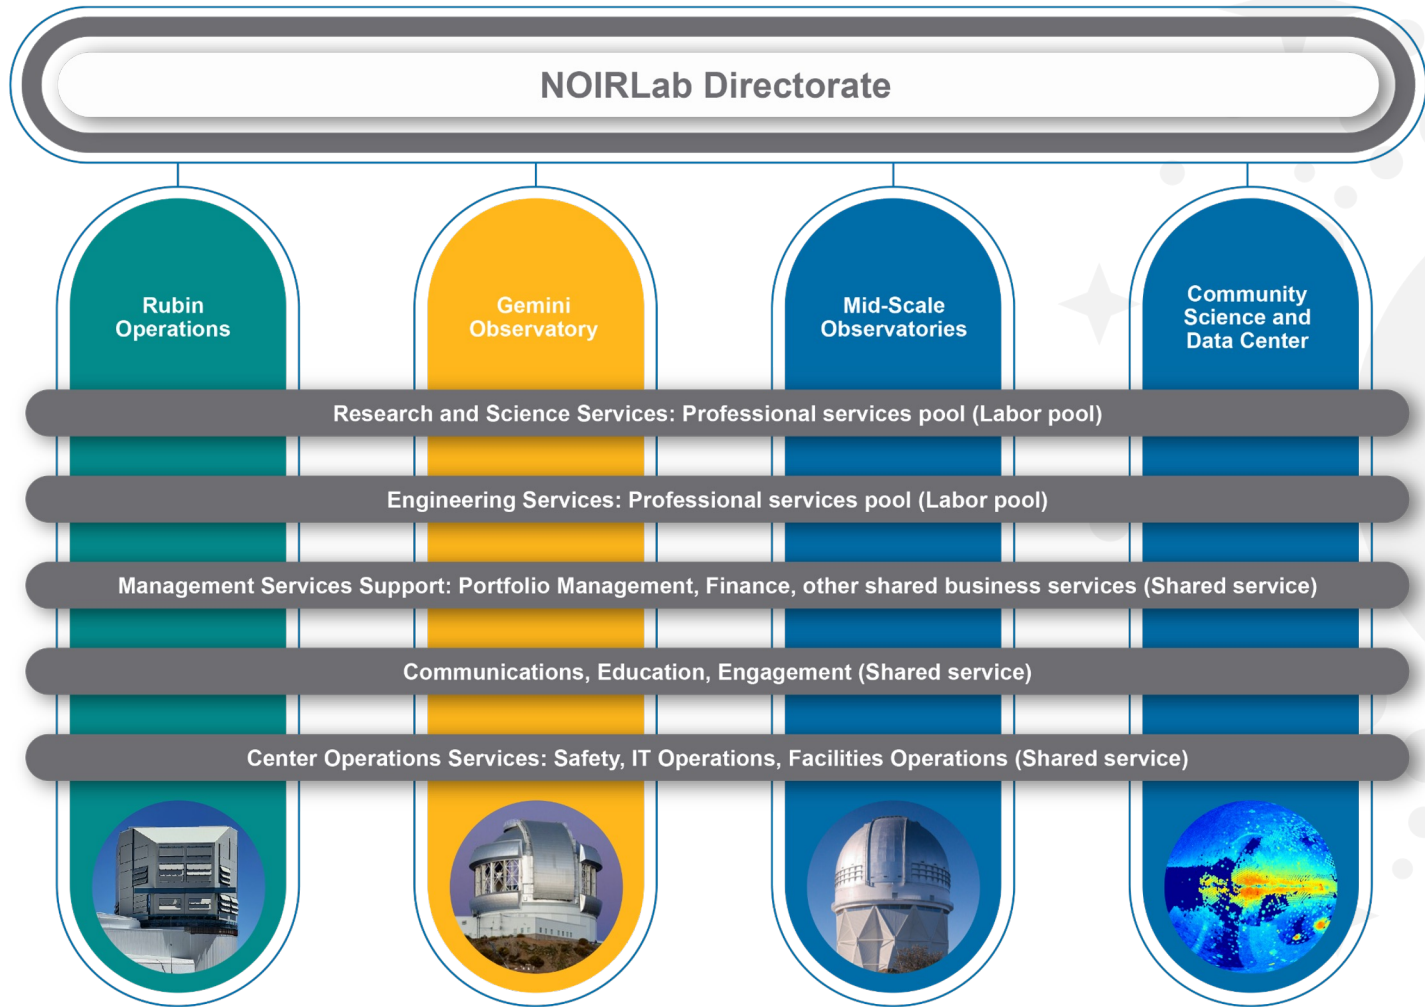 NOIRLab Directorate
Rubin
Operations
Gemini
Observatory
Mid-Scale
Observatories
Community
Science and
Data Center
Research and Science Services: Professional services pool (Labor pool)
Engineering Services: Professional services pool (Labor pool)
Management Services Support: Portfolio Management, Finance, other shared business services (Shared service)
Communications, Education, Engagement (Shared service)
Center Operations Services: Safety, IT Operations, Facilities Operations (Shared service)